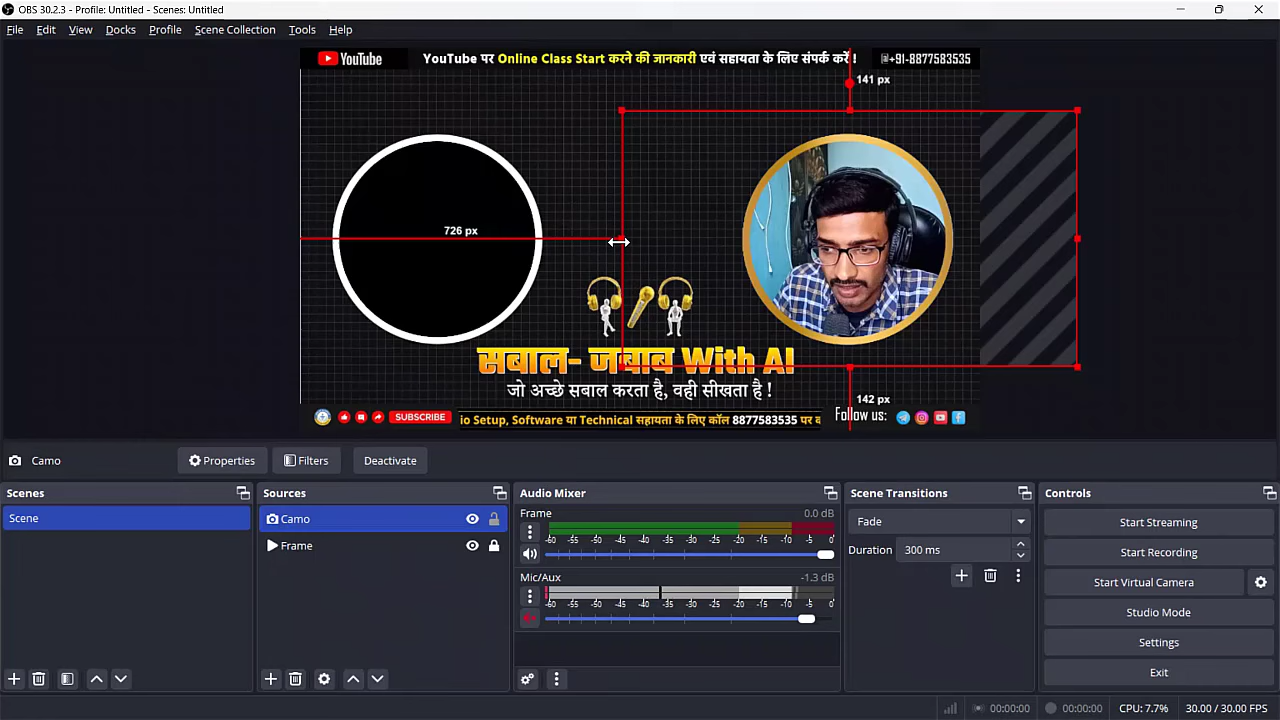 OBS 30.2.3 - Profile: Untitled - Scenes: Untitled
File Edit View Docks Profile Scene Collection Tools Help
YouTube
YouTube पर Online Class Start करने की जानकारी एवं सहायता के लिए संपर्क करें !
+91-8877583535
141 px
726 px
सबाल- जबाब With AI
जो अच्छे सबाल करता है, वही सीखता है !
142 px
SUBSCRIBE
io Setup, Software या Technical सहायता के लिए कॉल 8877583535 पर
Follow us:
Camo
Properties
Filters
Deactivate
Scenes
Scene
Sources
Camo
Frame
Audio Mixer
Frame 0.0 dB
-60 -55 -50 -45 -40 -35 -30 -25 -20 -15 -10 -5 0
Mic/Aux -1.3 dB
-60 -55 -50 -45 -40 -35 -30 -25 -20 -15 -10 -5 0
Scene Transitions
Fade
Duration 300 ms
Controls
Start Streaming
Start Recording
Start Virtual Camera
Studio Mode
Settings
Exit
00:00:00 00:00:00 CPU: 7.7% 30.00 / 30.00 FPS